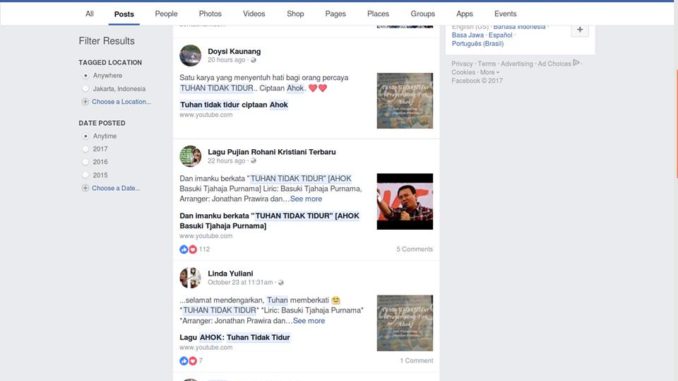 All Posts People Photos Videos Shop Pages Places Groups Apps Events
Filter Results
TAGGED LOCATION
Anywhere
Jakarta, Indonesia
Choose a Location...
DATE POSTED
Anytime
2017
2016
2015
Choose a Date...
Doysi Kaunang
20 hours ago ·
Satu karya yang menyentuh hati bagi orang percaya
TUHAN TIDAK TIDUR.. Ciptaan Ahok. ❤❤
Tuhan tidak tidur ciptaan Ahok
www.youtube.com
Lagu Pujian Rohani Kristiani Terbaru
22 hours ago ·
Dan imanku berkata "TUHAN TIDAK TIDUR" [AHOK
Basuki Tjahaja Purnama] Liric: Basuki Tjahaja Purnama,
Arranger: Jonathan Prawira dan...See more
Dan imanku berkata "TUHAN TIDAK TIDUR" [AHOK
Basuki Tjahaja Purnama]
www.youtube.com
112
5 Comments
Linda Yuliani
October 23 at 11:31am ·
...selamat mendengarkan, Tuhan memberkati 😊
*TUHAN TIDAK TIDUR* *Liric: Basuki Tjahaja Purnama*
*Arranger: Jonathan Prawira dan...See more
Lagu AHOK: Tuhan Tidak Tidur
www.youtube.com
7
1 Comment
English (US) · Bahasa Indonesia ·
Basa Jawa · Español ·
Português (Brasil)
Privacy · Terms · Advertising · Ad Choices ·
Cookies · More
Facebook © 2017